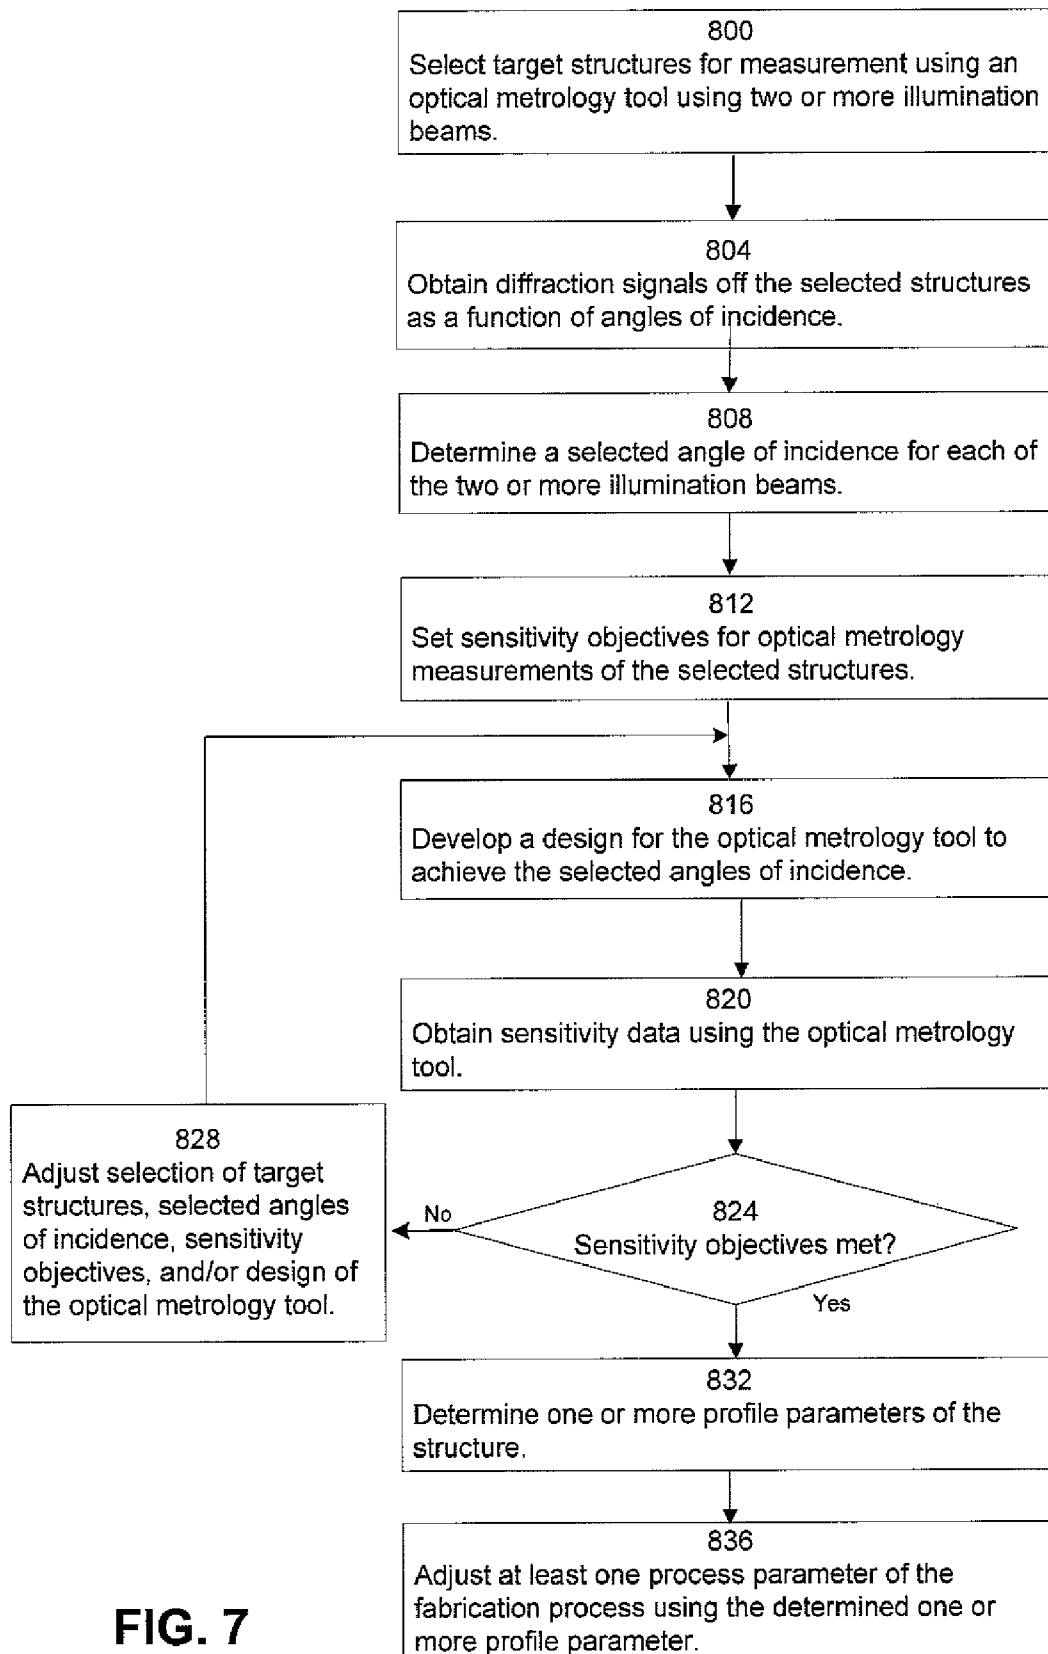 800
Select target structures for measurement using an
optical metrology tool using two or more illumination
beams.
804
Obtain diffraction signals off the selected structures
as a function of angles of incidence.
808
Determine a selected angle of incidence for each of
the two or more illumination beams.
812
Set sensitivity objectives for optical metrology
measurements of the selected structures.
816
Develop a design for the optical metrology tool to
achieve the selected angles of incidence.
820
Obtain sensitivity data using the optical metrology
tool.
828
Adjust selection of target
structures, selected angles
of incidence, sensitivity
objectives, and/or design of
the optical metrology tool.
No
824
Sensitivity objectives met?
Yes
832
Determine one or more profile parameters of the
structure.
836
Adjust at least one process parameter of the
fabrication process using the determined one or
more profile parameter.
FIG. 7